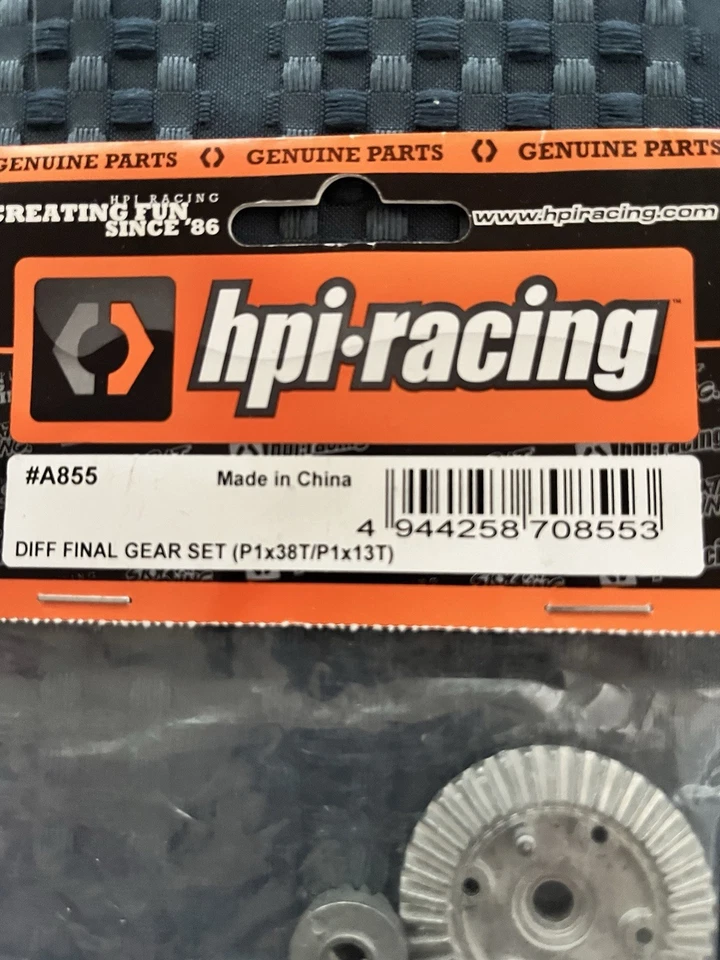 GENUINE PARTS GENUINE PARTS GENUINE PARTS
HPI RACING
CREATING FUN
SINCE '86
www.hpiracing.com
hpi·racing™
#A855
Made in China
4 944258 708553
DIFF FINAL GEAR SET (P1x38T/P1x13T)